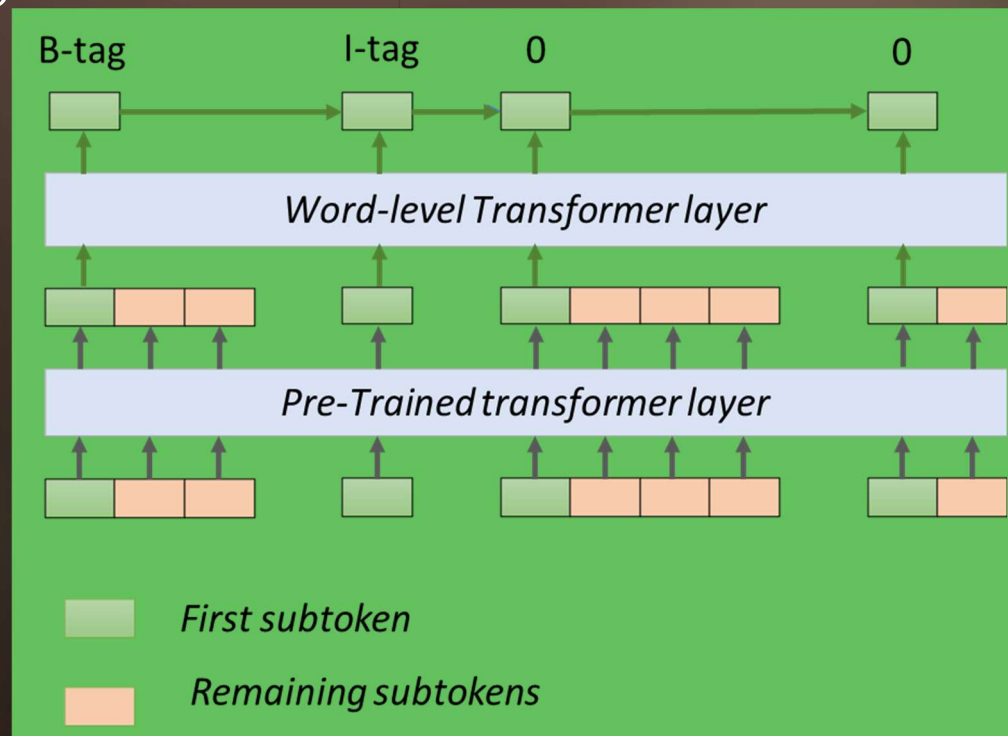 B-tag I-tag 0 0
Word-level Transformer layer
Pre-Trained transformer layer
First subtoken
Remaining subtokens